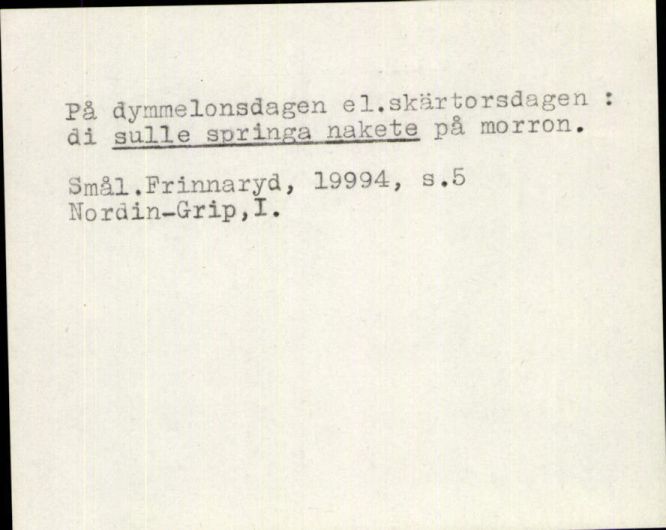 På dymmelonsdagen el.skärtorsdagen :
di sulle springa nakete på morron.
Smål.Frinnaryd, 19994, s.5
Nordin-Grip,I.